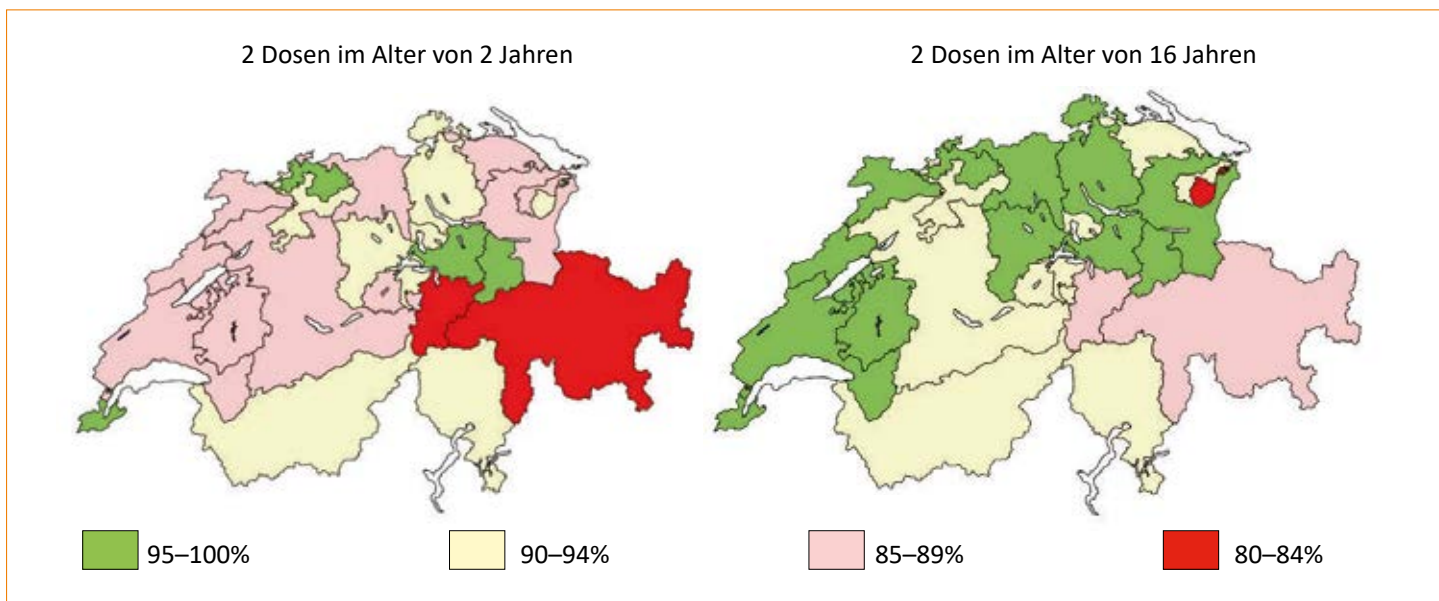 2 Dosen im Alter von 2 Jahren
2 Dosen im Alter von 16 Jahren
95–100%
90–94%
85–89%
80–84%